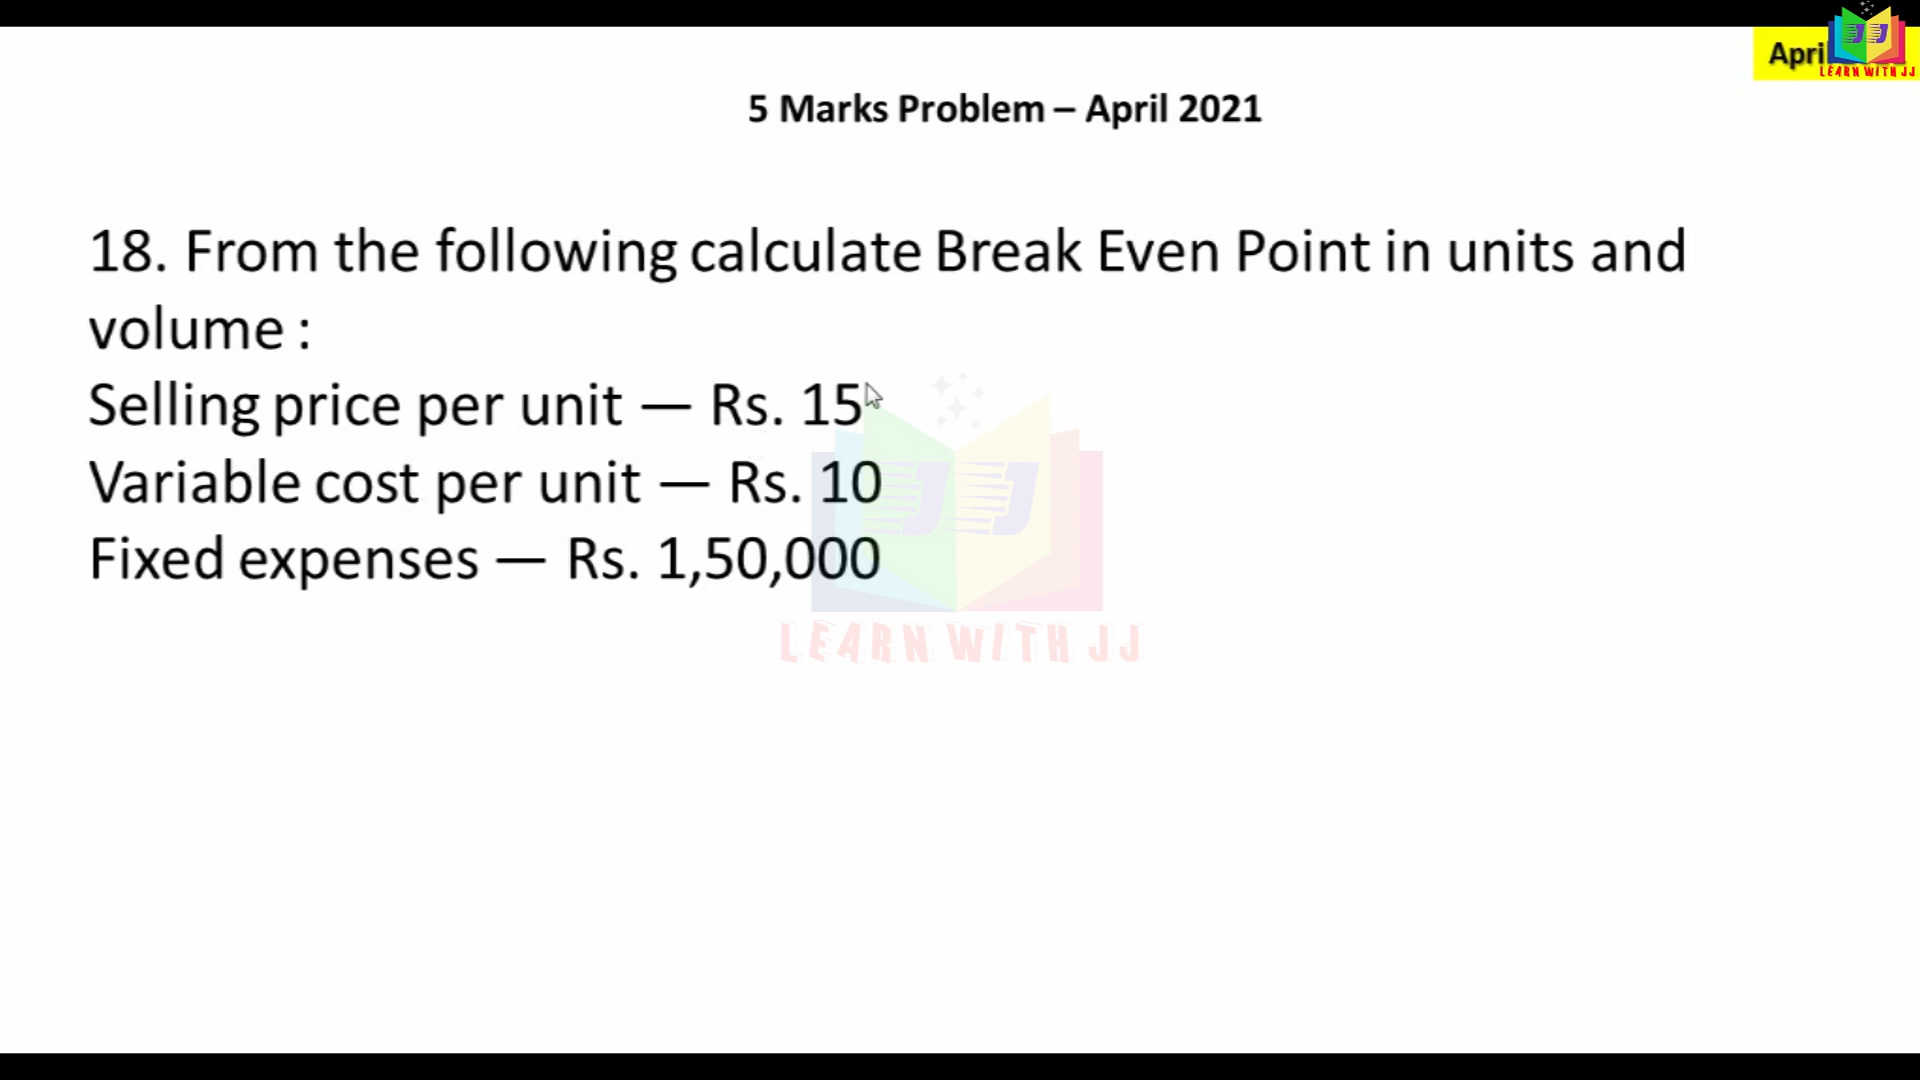 Apri
LEARN WITH JJ
5 Marks Problem – April 2021
18. From the following calculate Break Even Point in units and
volume :
Selling price per unit — Rs. 15
Variable cost per unit — Rs. 10
Fixed expenses — Rs. 1,50,000
JJ
LEARN WITH JJ